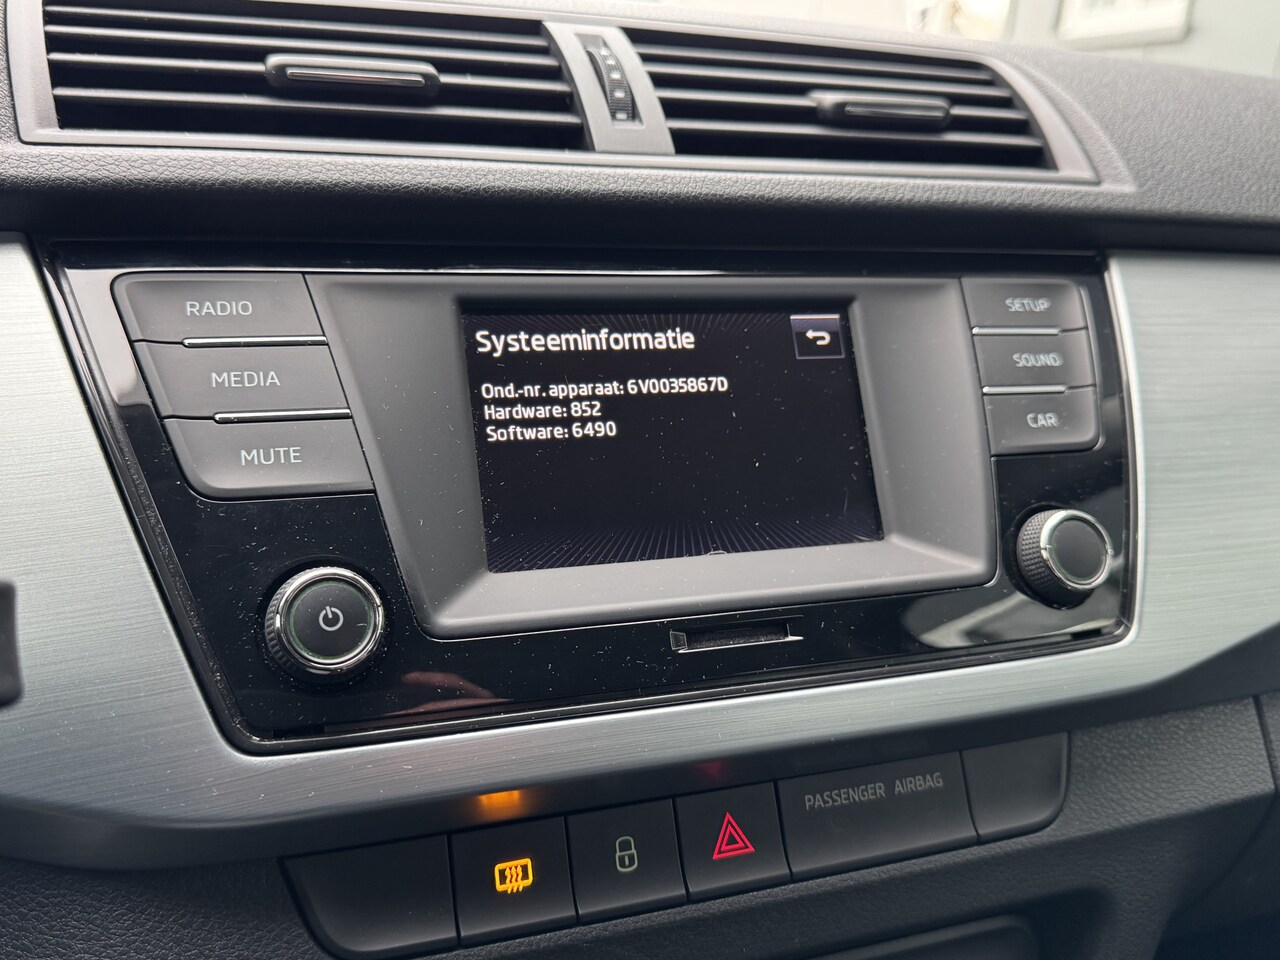 RADIO
MEDIA
MUTE
Systeeminformatie
Ond.-nr. apparaat: 6V0035867D
Hardware: 852
Software: 6490
SETUP
SOUND
CAR
PASSENGER AIRBAG